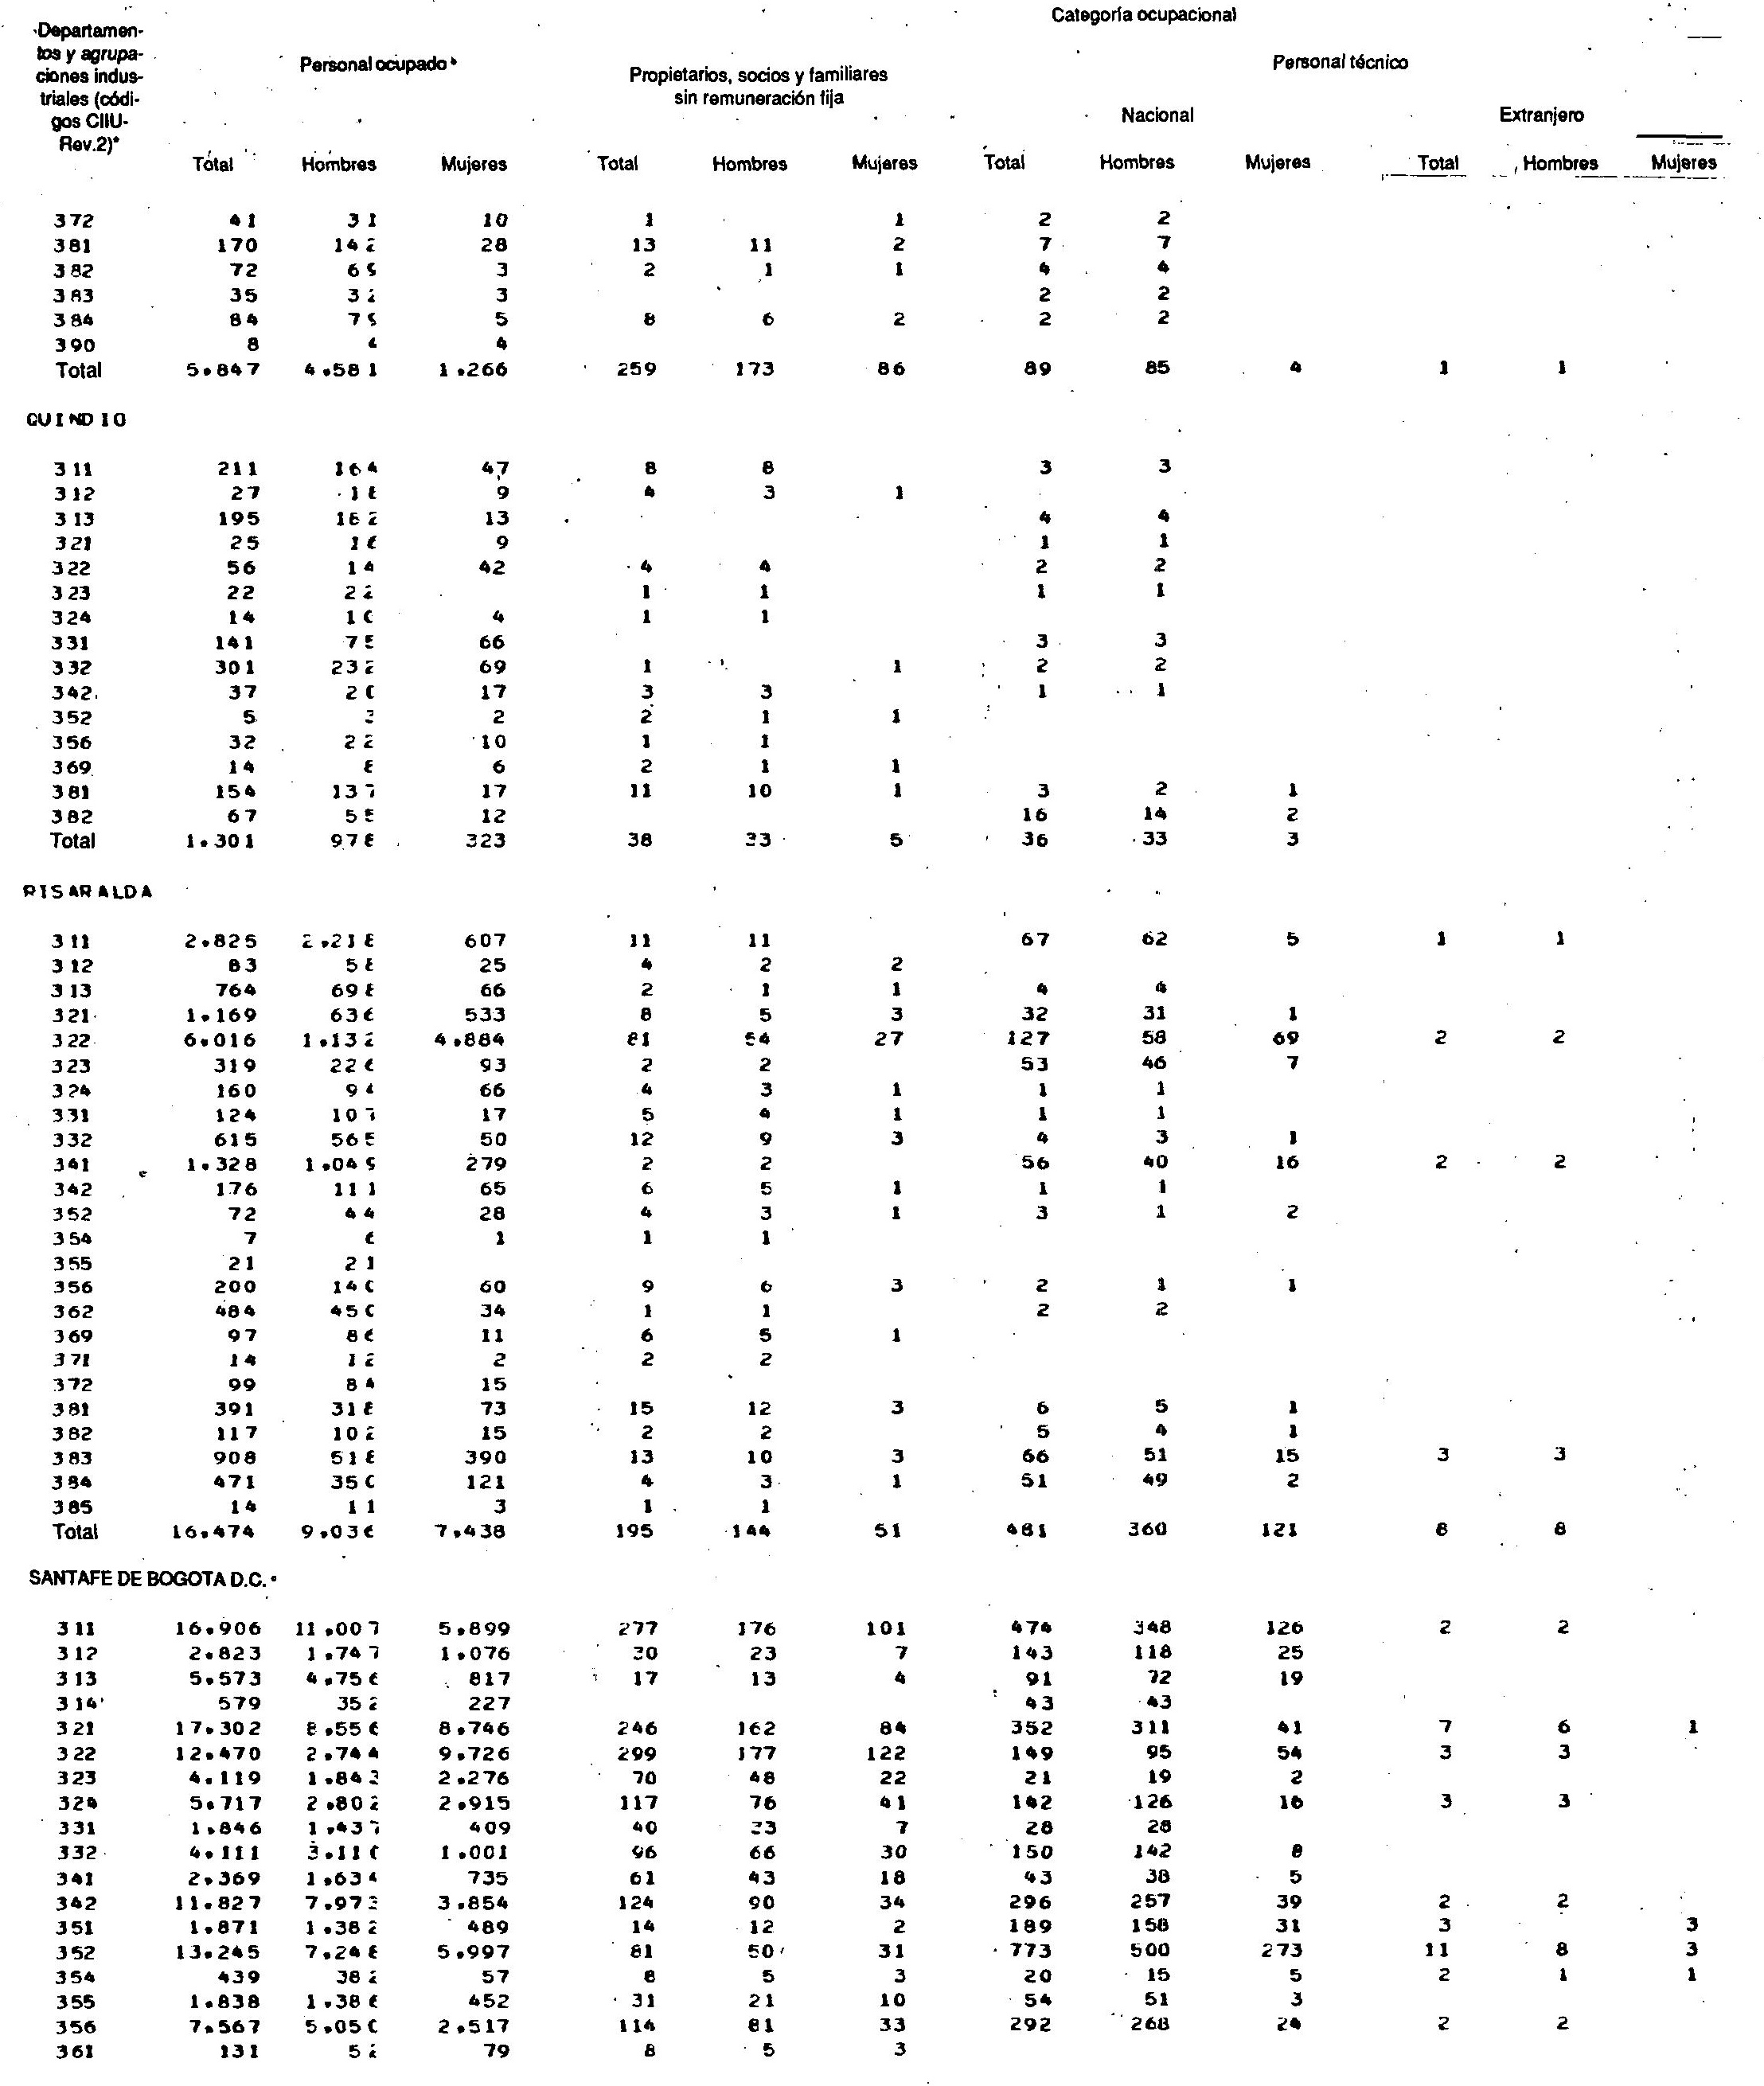 Categoría ocupacional
Departamen-
tos y agrupa-
ciones indus-
triales (códi-
gos CIIU-
Rev.2)ª
Personal ocupado ᵇ
Propietarios, socios y familiares
sin remuneración fija
Personal técnico
Nacional Extranjero
Total Hombres Mujeres Total Hombres Mujeres Total Hombres Mujeres Total Hombres Mujeres
372 41 31 10 1 1 2 2
381 170 142 28 13 11 2 7 7
382 72 69 3 2 1 1 4 4
383 35 32 3 2 2
384 84 79 5 8 6 2 2 2
390 8 4 4
Total 5.847 4.581 1.266 259 173 86 89 85 4 1 1
QUINDIO
311 211 164 47 8 8 3 3
312 27 18 9 4 3 1
313 195 182 13 4 4
321 25 16 9 1 1
322 56 14 42 4 4 2 2
323 22 22 1 1 1 1
324 14 10 4 1 1
331 141 75 66 3 3
332 301 232 69 1 1 2 2
342 37 20 17 3 3 1 1
352 5 3 2 2 1 1
356 32 22 10 1 1
369 14 8 6 2 1 1
381 154 137 17 11 10 1 3 2 1
382 67 55 12 16 14 2
Total 1.301 978 323 38 33 5 36 33 3
RISARALDA
311 2.825 2.218 607 11 11 67 62 5 1 1
312 83 58 25 4 2 2
313 764 698 66 2 1 1 4 4
321 1.169 636 533 8 5 3 32 31 1
322 6.016 1.132 4.884 81 54 27 127 58 69 2 2
323 319 226 93 2 2 53 46 7
324 160 94 66 4 3 1 1 1
331 124 107 17 5 4 1 1 1
332 615 565 50 12 9 3 4 3 1
341 1.328 1.049 279 2 2 56 40 16 2 2
342 176 111 65 6 5 1 1 1
352 72 44 28 4 3 1 3 1 2
354 7 6 1 1 1
355 21 21
356 200 140 60 9 6 3 2 1 1
362 484 450 34 1 1 2 2
369 97 86 11 6 5 1
371 14 12 2 2 2
372 99 84 15
381 391 318 73 15 12 3 6 5 1
382 117 102 15 2 2 5 4 1
383 908 518 390 13 10 3 66 51 15 3 3
384 471 350 121 4 3 1 51 49 2
385 14 11 3 1 1
Total 16.474 9.036 7.438 195 144 51 481 360 121 8 8
SANTAFE DE BOGOTA D.C. ᶜ
311 16.906 11.007 5.899 277 176 101 474 348 126 2 2
312 2.823 1.747 1.076 30 23 7 143 118 25
313 5.573 4.756 817 17 13 4 91 72 19
314 579 352 227 43 43
321 17.302 8.556 8.746 246 162 84 352 311 41 7 6 1
322 12.470 2.744 9.726 299 177 122 149 95 54 3 3
323 4.119 1.843 2.276 70 48 22 21 19 2
324 5.717 2.802 2.915 117 76 41 142 126 16 3 3
331 1.846 1.437 409 40 33 7 28 28
332 4.111 3.110 1.001 96 66 30 150 142 8
341 2.369 1.634 735 61 43 18 43 38 5
342 11.827 7.973 3.854 124 90 34 296 257 39 2 2
351 1.871 1.382 489 14 12 2 189 158 31 3 3
352 13.245 7.248 5.997 81 50 31 773 500 273 11 8 3
354 439 382 57 8 5 3 20 15 5 2 1 1
355 1.838 1.386 452 31 21 10 54 51 3
356 7.567 5.050 2.517 114 81 33 292 268 24 2 2
361 131 52 79 8 5 3